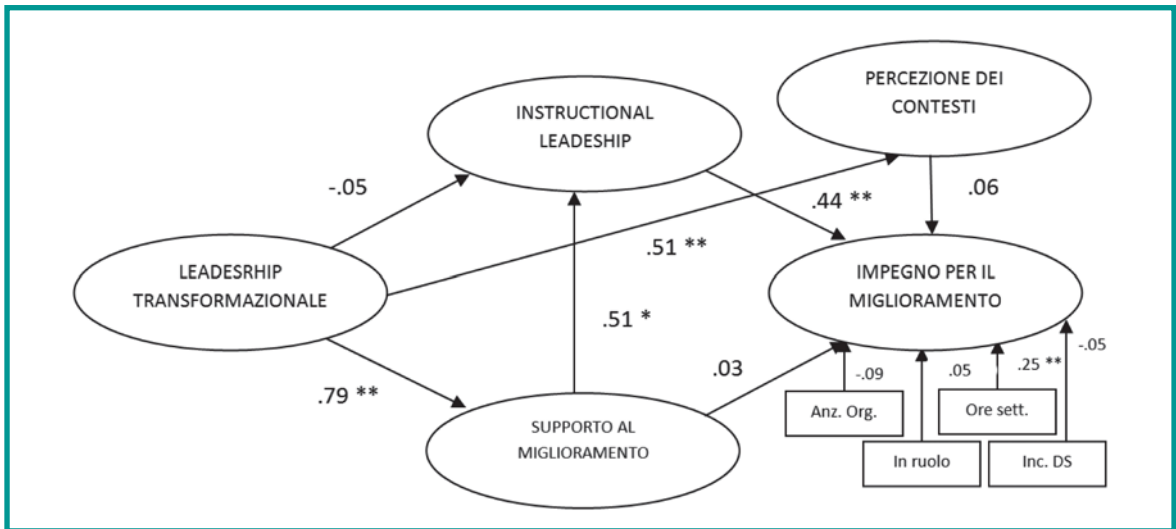 PERCEZIONE DEI
CONTESTI
INSTRUCTIONAL
LEADESHIP
-.05
.44 **
.06
.51 **
LEADESRHIP
TRANSFORMAZIONALE
IMPEGNO PER IL
MIGLIORAMENTO
.51 *
.79 **
.03
-.09
.05
.25 **
-.05
Anz. Org.
Ore sett.
SUPPORTO AL
MIGLIORAMENTO
In ruolo
Inc. DS